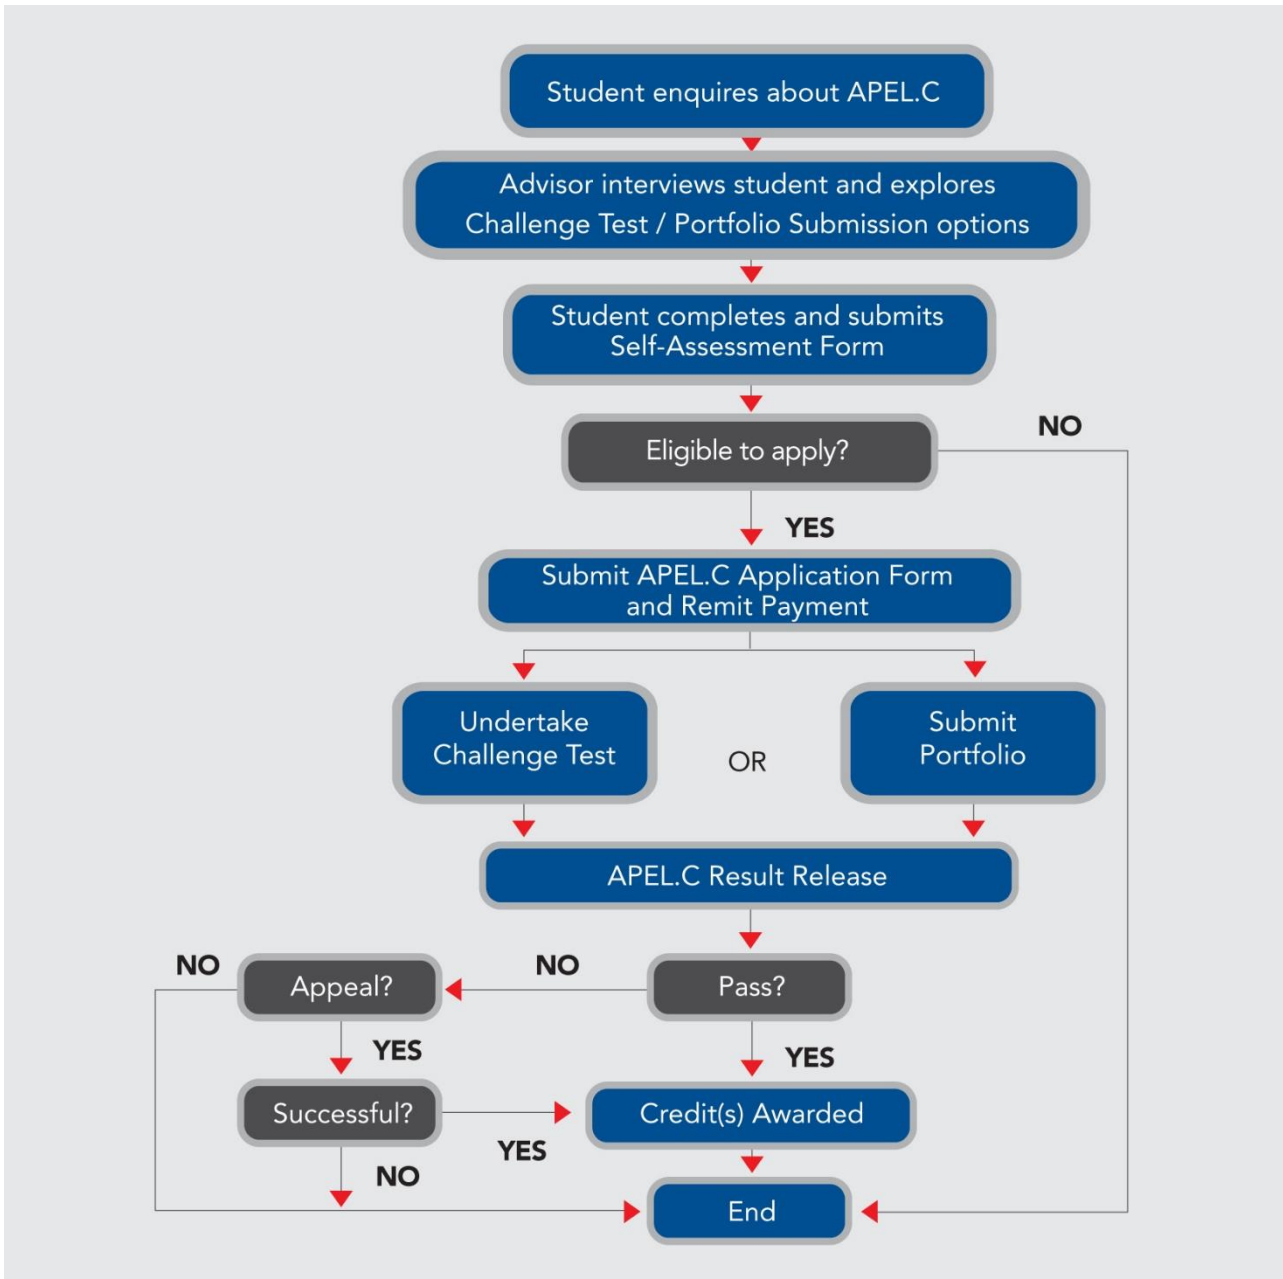 Student enquires about APEL.C
Advisor interviews student and explores
Challenge Test / Portfolio Submission options
Student completes and submits
Self-Assessment Form
Eligible to apply?
NO
YES
Submit APEL.C Application Form
and Remit Payment
Undertake
Challenge Test
OR
Submit
Portfolio
APEL.C Result Release
NO
Appeal?
NO
Pass?
YES
YES
Successful?
YES
Credit(s) Awarded
NO
End